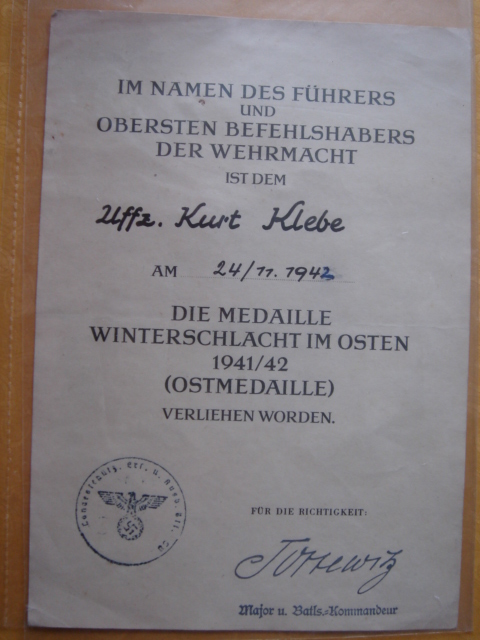 IM NAMEN DES FÜHRERS
UND
OBERSTEN BEFEHLSHABERS
DER WEHRMACHT
IST DEM
Uffz. Kurt Klebe
AM 24/11. 1942
DIE MEDAILLE
WINTERSCHLACHT IM OSTEN
1941/42
(OSTMEDAILLE)
VERLIEHEN WORDEN.
FÜR DIE RICHTIGKEIT:
Major u. Batls.=Kommandeur